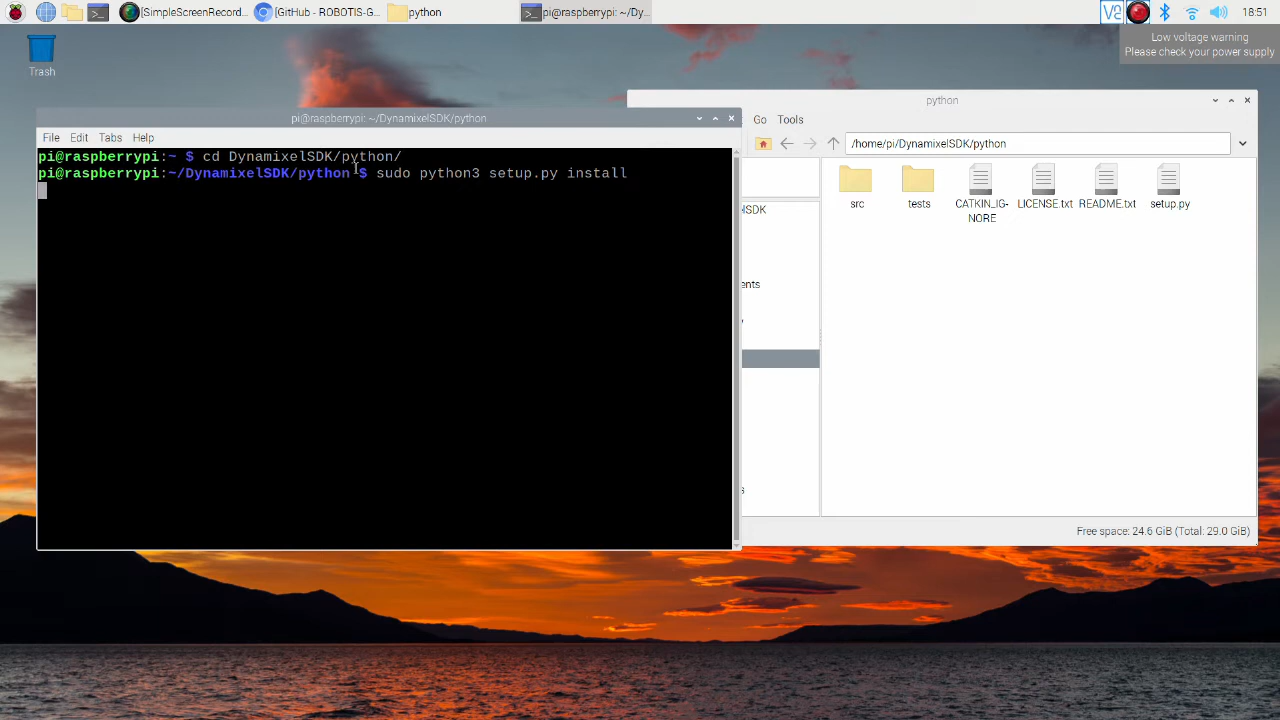 [SimpleScreenRecord...
[GitHub - ROBOTIS-G...
python
pi@raspberrypi: ~/Dy...
18:51
Low voltage warning
Please check your power supply
Trash
python
pi@raspberrypi: ~/DynamixelSDK/python
Go Tools
File Edit Tabs Help
/home/pi/DynamixelSDK/python
pi@raspberrypi:~ $ cd DynamixelSDK/python/
pi@raspberrypi:~/DynamixelSDK/python $ sudo python3 setup.py install
src
tests
CATKIN_IG-
NORE
LICENSE.txt
README.txt
setup.py
elSDK
ents
Free space: 24.6 GiB (Total: 29.0 GiB)